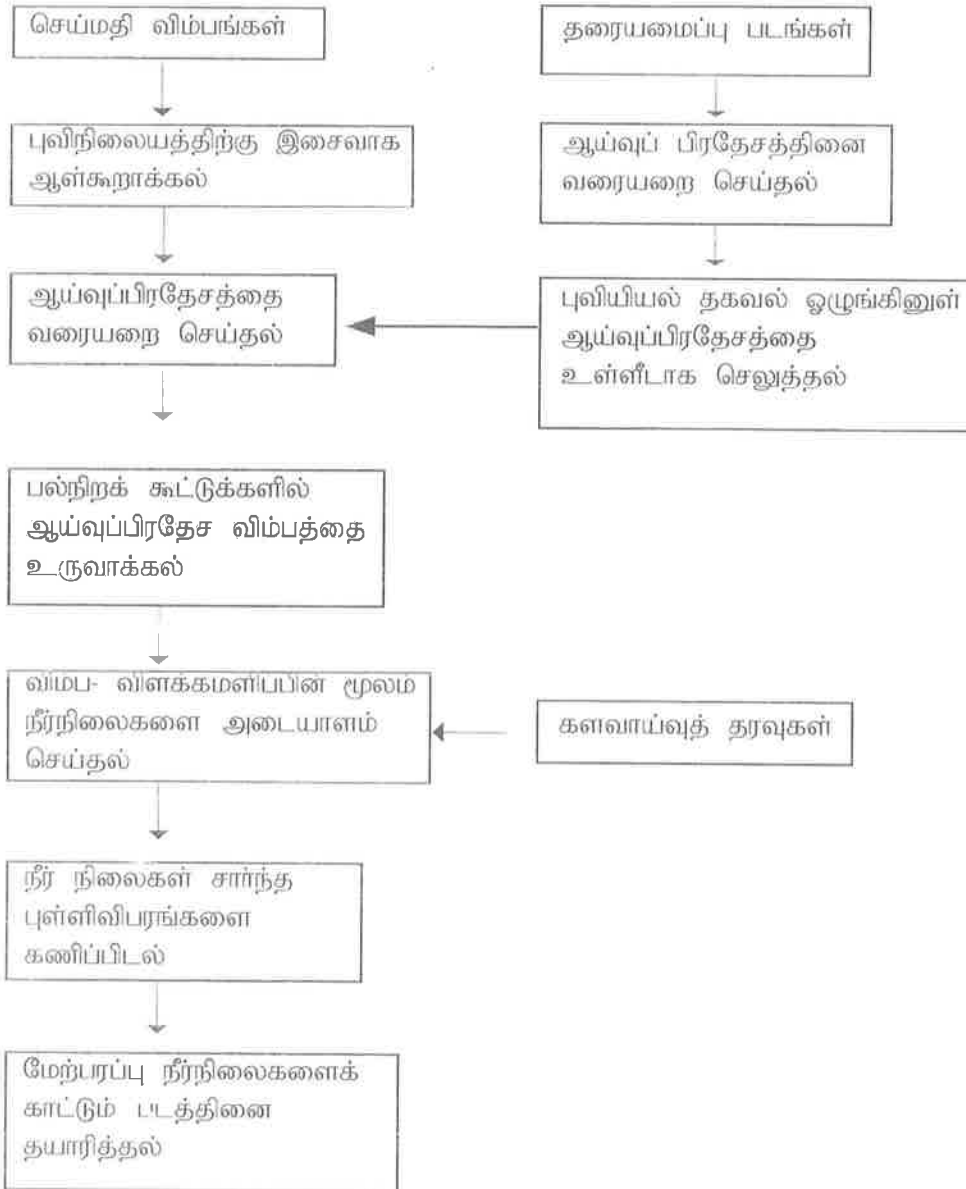 செய்மதி விம்பங்கள்
தரையமைப்பு படங்கள்
புவிநிலையத்திற்கு இசைவாக
ஆள்கூறாக்கல்
ஆய்வுப் பிரதேசத்தினை
வரையறை செய்தல்
ஆய்வுப்பிரதேசத்தை
வரையறை செய்தல்
புவியியல் தகவல் ஒழுங்கினுள்
ஆய்வுப்பிரதேசத்தை
உள்ளீடாக செலுத்தல்
பல்நிறக் கூட்டுக்களில்
ஆய்வுப்பிரதேச விம்பத்தை
உருவாக்கல்
விம்ப- விளக்கமளிப்பின் மூலம்
நீர்நிலைகளை அடையாளம்
செய்தல்
களவாய்வுத் தரவுகள்
நீர் நிலைகள் சார்ந்த
புள்ளிவிபரங்களை
கணிப்பிடல்
மேற்பரப்பு நீர்நிலைகளைக்
காட்டும் படத்தினை
தயாரித்தல்